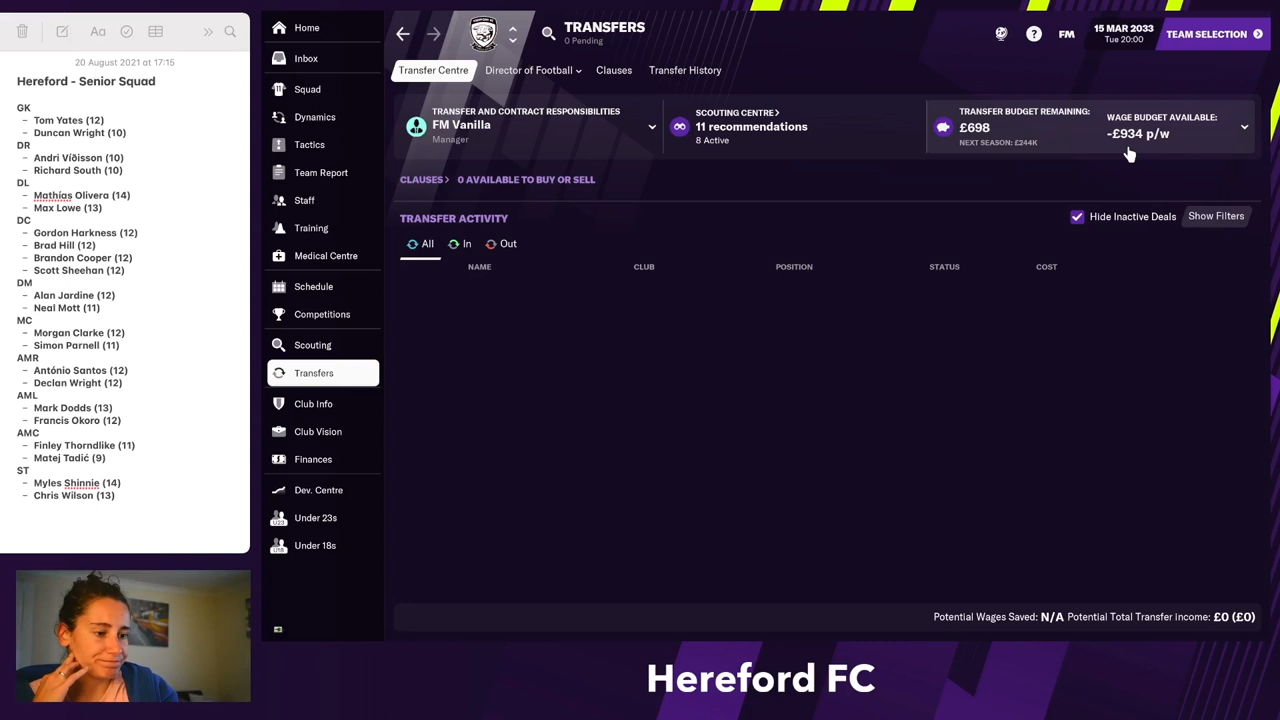 20 August 2021 at 17:15
Hereford - Senior Squad
GK
– Tom Yates (12)
– Duncan Wright (10)
DR
– Andri Víðisson (10)
– Richard South (10)
DL
– Mathías Olivera (14)
– Max Lowe (13)
DC
– Gordon Harkness (12)
– Brad Hill (12)
– Brandon Cooper (12)
– Scott Sheehan (12)
DM
– Alan Jardine (12)
– Neal Mott (11)
MC
– Morgan Clarke (12)
– Simon Parnell (11)
AMR
– António Santos (12)
– Declan Wright (12)
AML
– Mark Dodds (13)
– Francis Okoro (12)
AMC
– Finley Thorndlike (11)
– Matej Tadić (9)
ST
– Myles Shinnie (14)
– Chris Wilson (13)
Home
Inbox
Squad
Dynamics
Tactics
Team Report
Staff
Training
Medical Centre
Schedule
Competitions
Scouting
Transfers
Club Info
Club Vision
Finances
Dev. Centre
Under 23s
Under 18s
TRANSFERS
0 Pending
FM
15 MAR 2033
Tue 20:00
TEAM SELECTION
Transfer Centre Director of Football Clauses Transfer History
TRANSFER AND CONTRACT RESPONSIBILITIES
FM Vanilla
Manager
SCOUTING CENTRE >
11 recommendations
8 Active
TRANSFER BUDGET REMAINING:
£698
NEXT SEASON: £244K
WAGE BUDGET AVAILABLE:
-£934 p/w
CLAUSES > 0 AVAILABLE TO BUY OR SELL
TRANSFER ACTIVITY
Hide Inactive Deals Show Filters
All In Out
NAME CLUB POSITION STATUS COST
Potential Wages Saved: N/A Potential Total Transfer income: £0 (£0)
Hereford FC